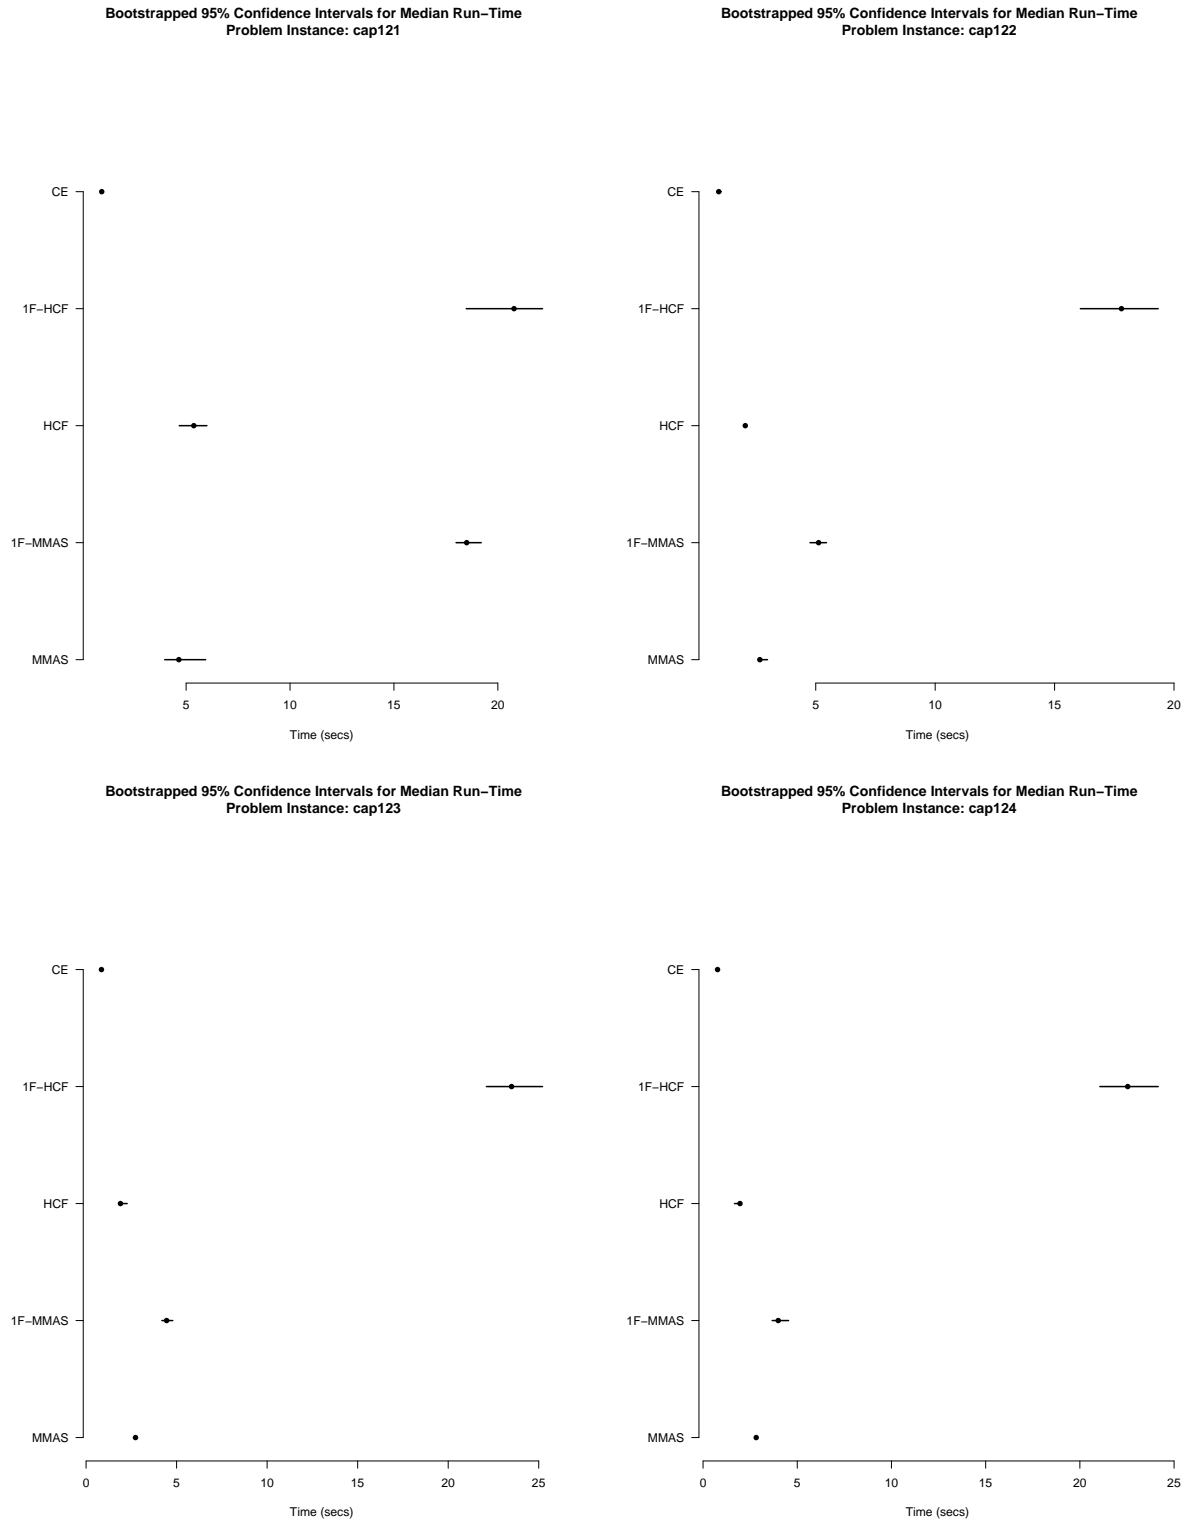 Bootstrapped 95% Confidence Intervals for Median Run−Time
Problem Instance: cap121
CE
1F−HCF
HCF
1F−MMAS
MMAS
5 10 15 20
Time (secs)
Bootstrapped 95% Confidence Intervals for Median Run−Time
Problem Instance: cap122
CE
1F−HCF
HCF
1F−MMAS
MMAS
5 10 15 20
Time (secs)
Bootstrapped 95% Confidence Intervals for Median Run−Time
Problem Instance: cap123
CE
1F−HCF
HCF
1F−MMAS
MMAS
0 5 10 15 20 25
Time (secs)
Bootstrapped 95% Confidence Intervals for Median Run−Time
Problem Instance: cap124
CE
1F−HCF
HCF
1F−MMAS
MMAS
0 5 10 15 20 25
Time (secs)